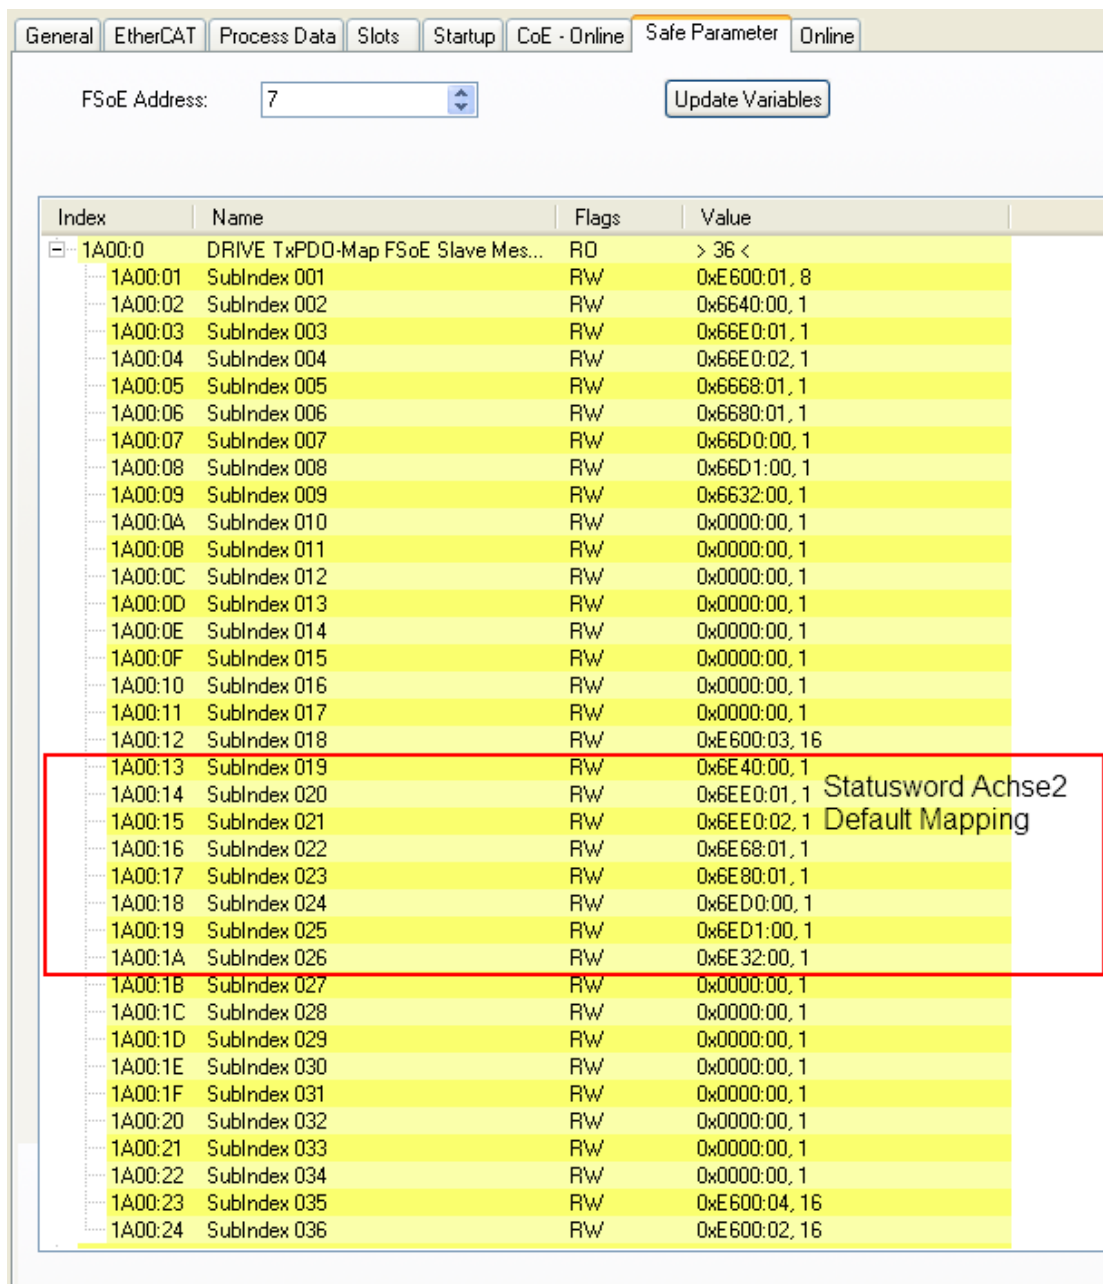 General EtherCAT Process Data Slots Startup CoE - Online Safe Parameter Online
FSoE Address: 7 Update Variables
Index Name Flags Value
1A00:0 DRIVE TxPDO-Map FSoE Slave Mes... RO > 36 <
1A00:01 SubIndex 001 RW 0xE600:01, 8
1A00:02 SubIndex 002 RW 0x6640:00, 1
1A00:03 SubIndex 003 RW 0x66E0:01, 1
1A00:04 SubIndex 004 RW 0x66E0:02, 1
1A00:05 SubIndex 005 RW 0x6668:01, 1
1A00:06 SubIndex 006 RW 0x6680:01, 1
1A00:07 SubIndex 007 RW 0x66D0:00, 1
1A00:08 SubIndex 008 RW 0x66D1:00, 1
1A00:09 SubIndex 009 RW 0x6632:00, 1
1A00:0A SubIndex 010 RW 0x0000:00, 1
1A00:0B SubIndex 011 RW 0x0000:00, 1
1A00:0C SubIndex 012 RW 0x0000:00, 1
1A00:0D SubIndex 013 RW 0x0000:00, 1
1A00:0E SubIndex 014 RW 0x0000:00, 1
1A00:0F SubIndex 015 RW 0x0000:00, 1
1A00:10 SubIndex 016 RW 0x0000:00, 1
1A00:11 SubIndex 017 RW 0x0000:00, 1
1A00:12 SubIndex 018 RW 0xE600:03, 16
1A00:13 SubIndex 019 RW 0x6E40:00, 1
1A00:14 SubIndex 020 RW 0x6EE0:01, 1 Statusword Achse2
1A00:15 SubIndex 021 RW 0x6EE0:02, 1 Default Mapping
1A00:16 SubIndex 022 RW 0x6E68:01, 1
1A00:17 SubIndex 023 RW 0x6E80:01, 1
1A00:18 SubIndex 024 RW 0x6ED0:00, 1
1A00:19 SubIndex 025 RW 0x6ED1:00, 1
1A00:1A SubIndex 026 RW 0x6E32:00, 1
1A00:1B SubIndex 027 RW 0x0000:00, 1
1A00:1C SubIndex 028 RW 0x0000:00, 1
1A00:1D SubIndex 029 RW 0x0000:00, 1
1A00:1E SubIndex 030 RW 0x0000:00, 1
1A00:1F SubIndex 031 RW 0x0000:00, 1
1A00:20 SubIndex 032 RW 0x0000:00, 1
1A00:21 SubIndex 033 RW 0x0000:00, 1
1A00:22 SubIndex 034 RW 0x0000:00, 1
1A00:23 SubIndex 035 RW 0xE600:04, 16
1A00:24 SubIndex 036 RW 0xE600:02, 16